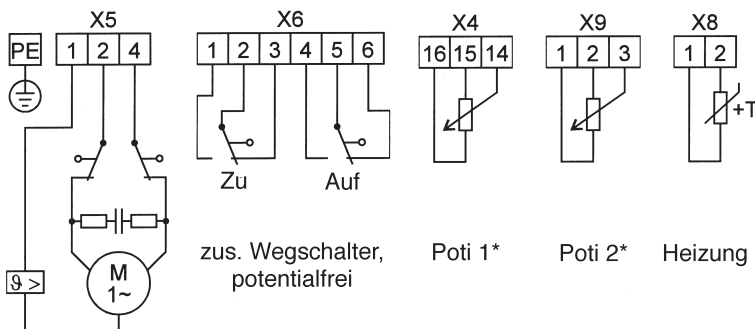 X5
X6
X4
X9
X8
PE
1 2 4
1 2 3 4 5 6
16 15 14
1 2 3
1 2
+T
Zu
Auf
ϑ >
M
1~
zus. Wegschalter,
potentialfrei
Poti 1*
Poti 2*
Heizung